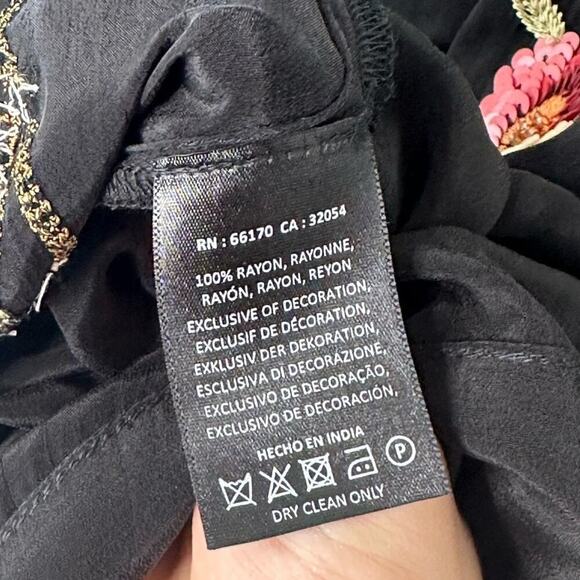 RN : 66170 CA : 32054
100% RAYON, RAYONNE,
RAYÓN, RAYON, REYON
EXCLUSIVE OF DECORATION,
EXCLUSIF DE DÉCORATION,
EXKLUSIV DER DEKORATION,
ESCLUSIVA DI DECORAZIONE,
EXCLUSIVO DE DECORAÇÃO,
EXCLUSIVO DE DECORACIÓN,
HECHO EN INDIA
P
DRY CLEAN ONLY